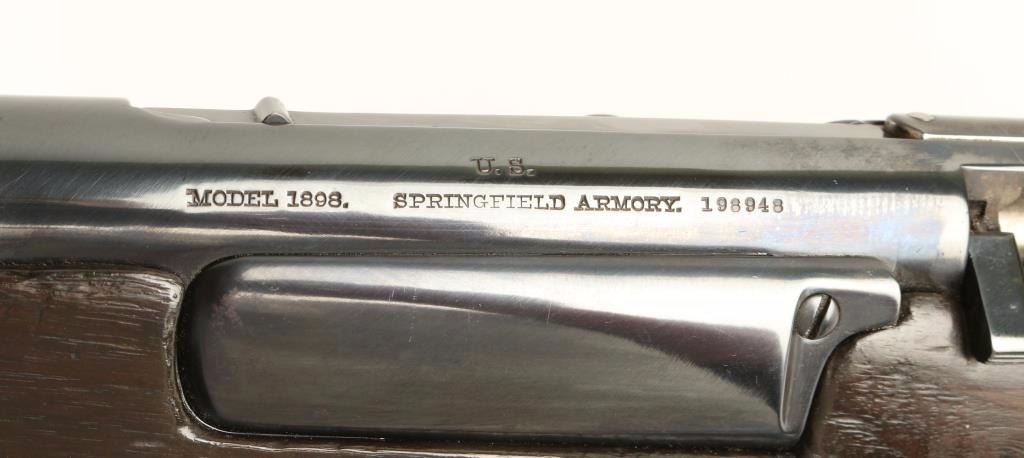 U.S.
MODEL 1898. SPRINGFIELD ARMORY. 198948